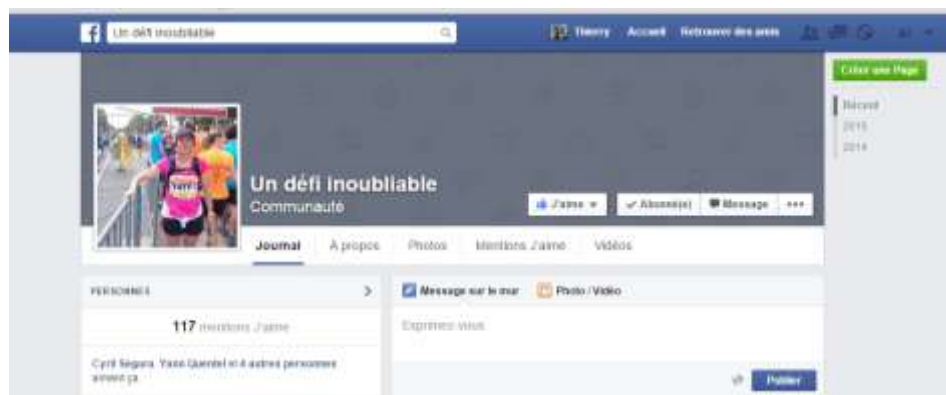 f Un défi inoubliable
Thierry Accueil Retrouver des amis
Créer une Page
Récent
2015
2014
Un défi inoubliable
Communauté
J'aime Abonné(e) Message
Journal À propos Photos Mentions J'aime Vidéos
PERSONNES
117 mentions J'aime
Cyril Segura, Yann Quentel et 4 autres personnes
aiment ça
Message sur le mur Photo / Vidéo
Exprimez-vous
Publier